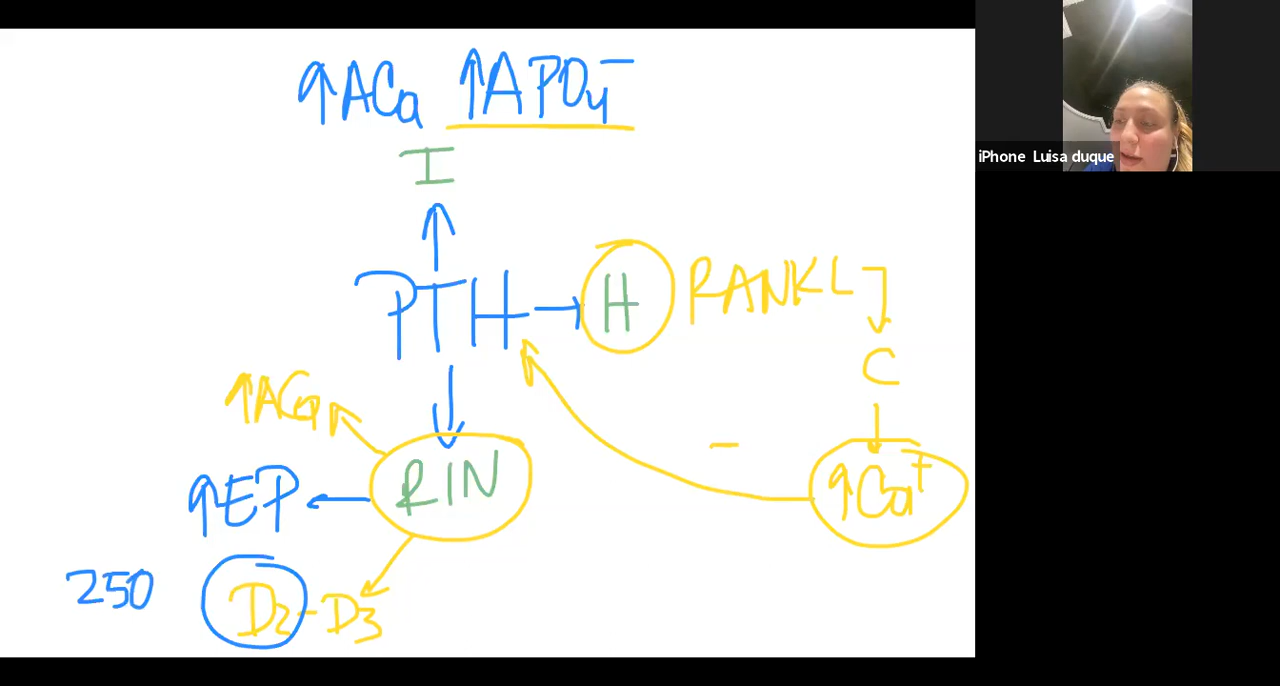 ↑ACa ↑APO4-
iPhone Luisa duque
I
PTH → H RANKL
C
↑ACa
RIN
↑EP
↑Ca+
-
250 D2-D3